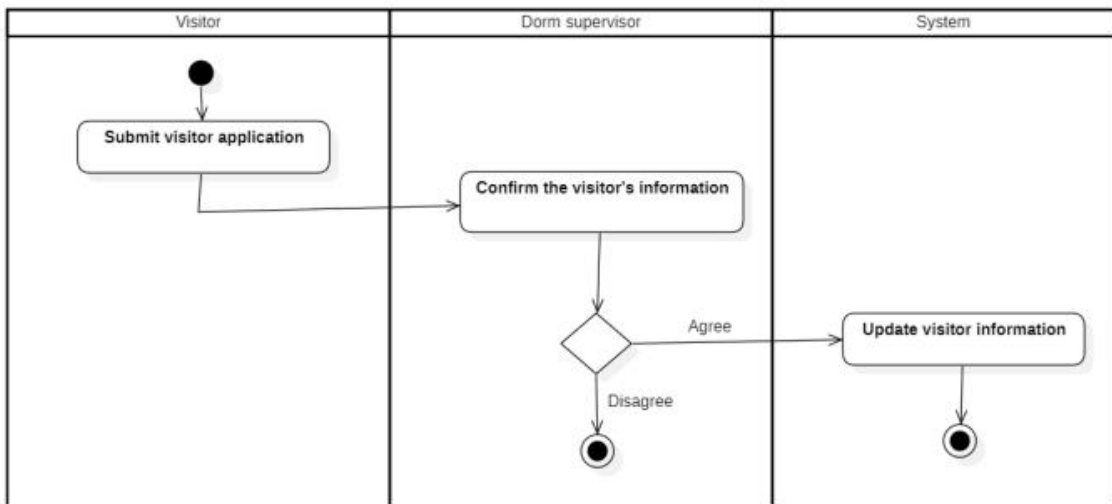 Visitor
Dorm supervisor
System
Submit visitor application
Confirm the visitor's information
Agree
Update visitor information
Disagree